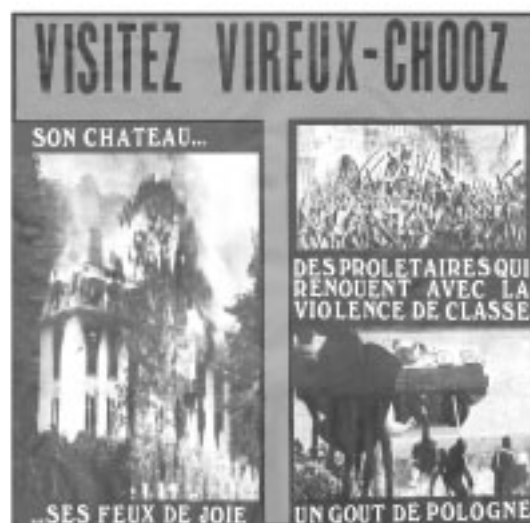 VISITEZ VIREUX-CHOOZ
SON CHATEAU...
...SES FEUX DE JOIE
DES PROLETAIRES QUI
RENOUENT AVEC LA
VIOLENCE DE CLASSE
UN GOUT DE POLOGNE